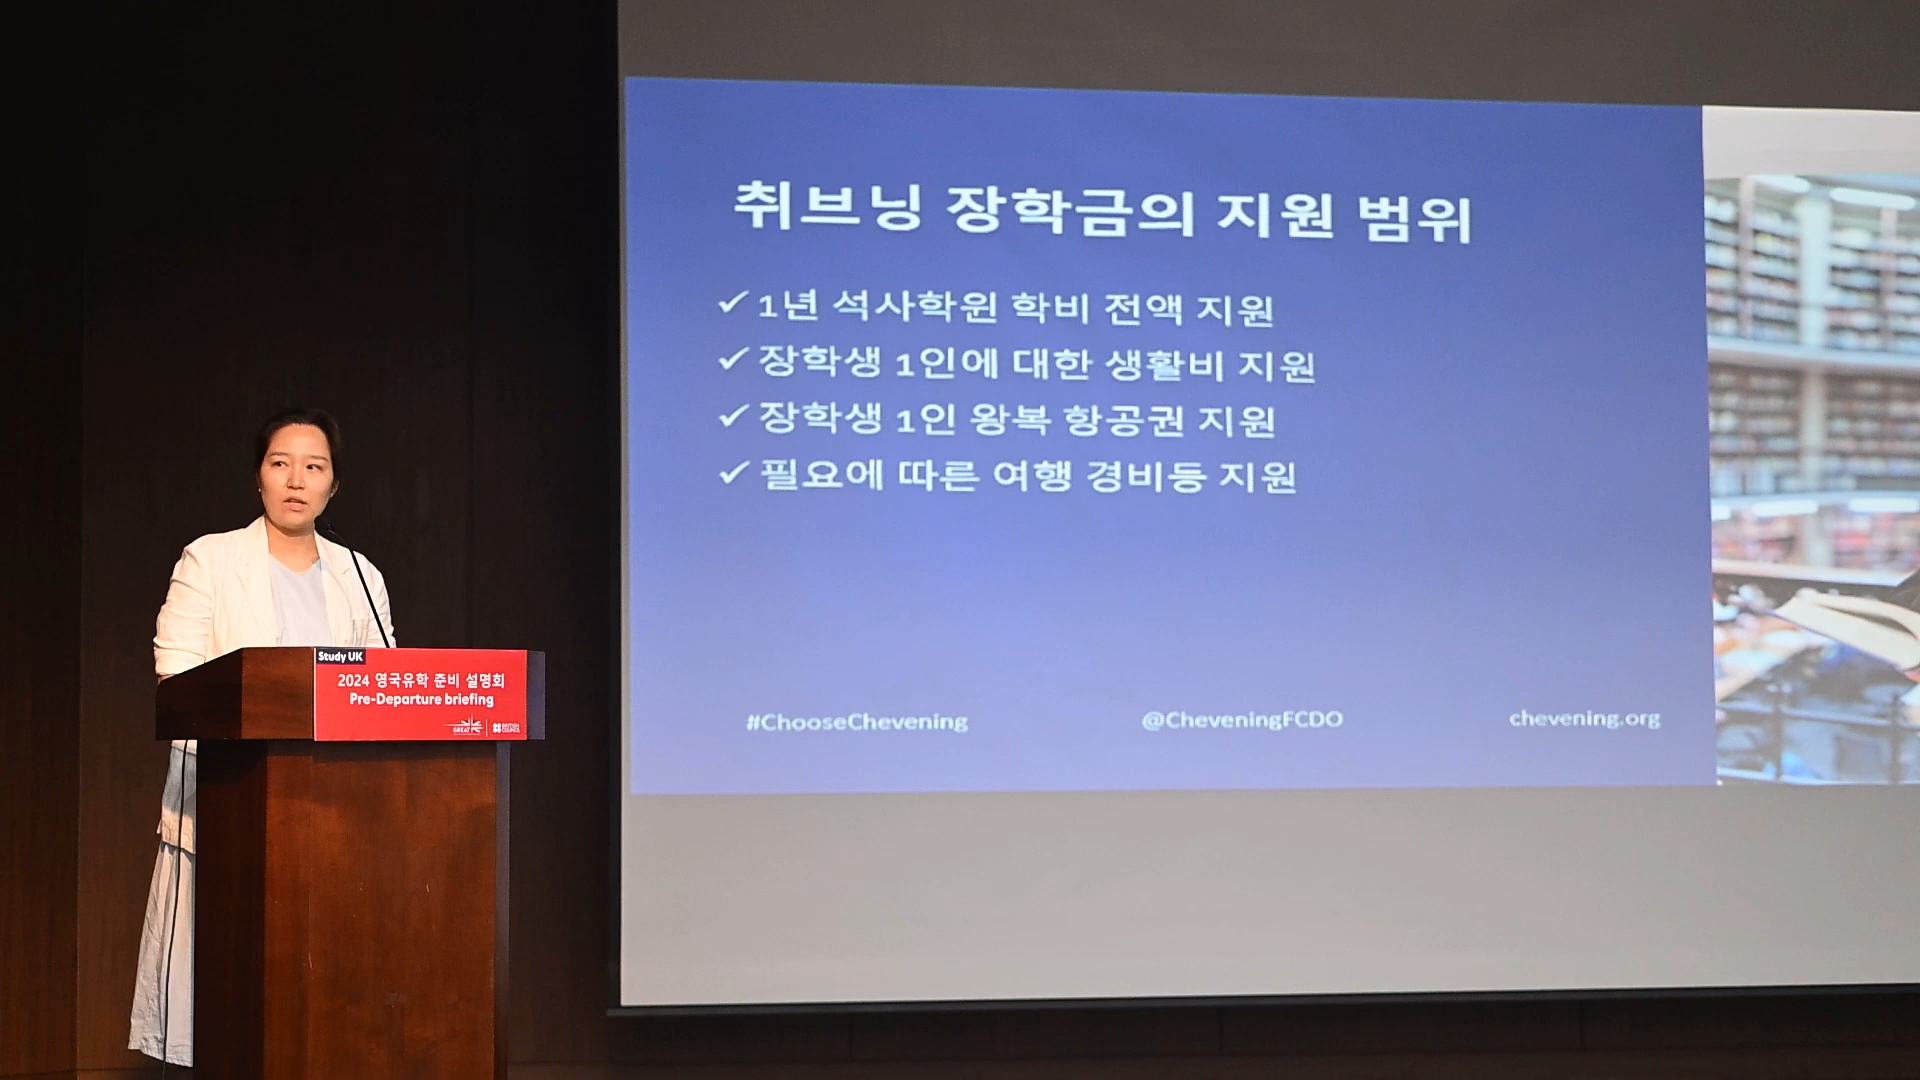 취브닝 장학금의 지원 범위
✓ 1년 석사학윈 학비 전액 지원
✓ 장학생 1인에 대한 생활비 지원
✓ 장학생 1인 왕복 항공권 지원
✓ 필요에 따른 여행 경비등 지원
#ChooseChevening @CheveningFCDO chevening.org
Study UK
2024 영국유학 준비 설명회
Pre-Departure briefing
GREAT
BRITISH
COUNCIL